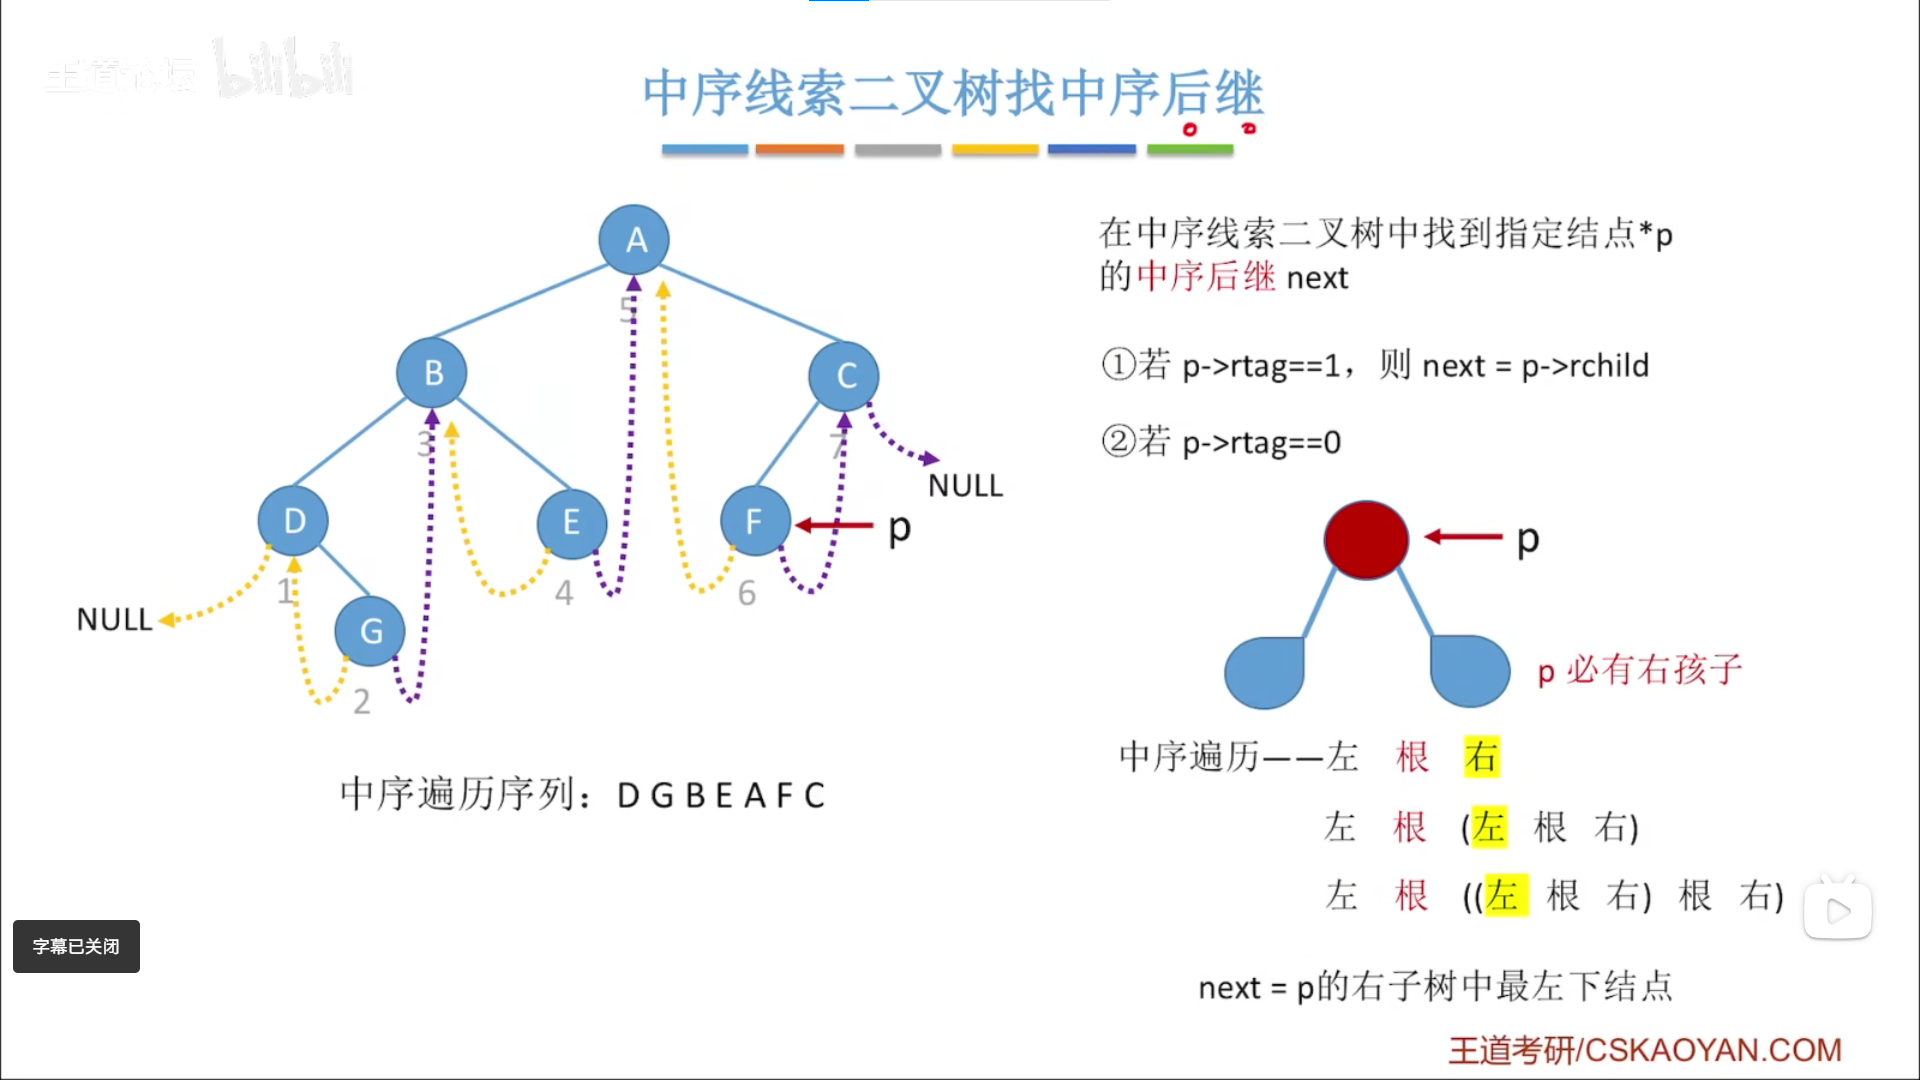 王道论坛 bilibili
中序线索二叉树找中序后继
A
5
B
C
3
7
NULL
D
E
F
p
1
4
6
NULL
G
2
中序遍历序列：D G B E A F C
在中序线索二叉树中找到指定结点*p
的中序后继 next
①若 p->rtag==1，则 next = p->rchild
②若 p->rtag==0
p
p 必有右孩子
中序遍历——左 根 右
左 根 (左 根 右)
左 根 ((左 根 右) 根 右)
next = p的右子树中最左下结点
字幕已关闭
王道考研/CSKAOYAN.COM